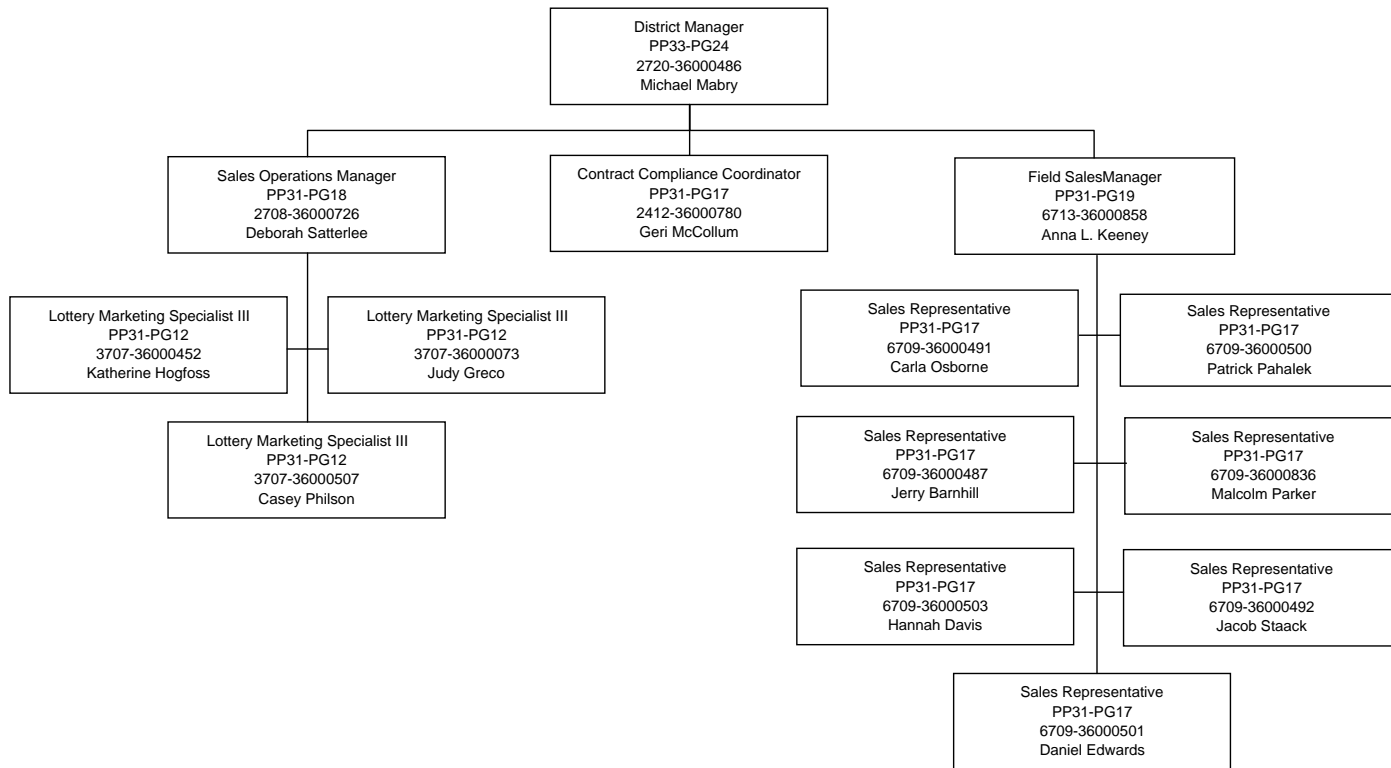 District Manager
PP33-PG24
2720-36000486
Michael Mabry
Sales Operations Manager
PP31-PG18
2708-36000726
Deborah Satterlee
Contract Compliance Coordinator
PP31-PG17
2412-36000780
Geri McCollum
Field SalesManager
PP31-PG19
6713-36000858
Anna L. Keeney
Lottery Marketing Specialist III
PP31-PG12
3707-36000452
Katherine Hogfoss
Lottery Marketing Specialist III
PP31-PG12
3707-36000073
Judy Greco
Lottery Marketing Specialist III
PP31-PG12
3707-36000507
Casey Philson
Sales Representative
PP31-PG17
6709-36000491
Carla Osborne
Sales Representative
PP31-PG17
6709-36000500
Patrick Pahalek
Sales Representative
PP31-PG17
6709-36000487
Jerry Barnhill
Sales Representative
PP31-PG17
6709-36000836
Malcolm Parker
Sales Representative
PP31-PG17
6709-36000503
Hannah Davis
Sales Representative
PP31-PG17
6709-36000492
Jacob Staack
Sales Representative
PP31-PG17
6709-36000501
Daniel Edwards